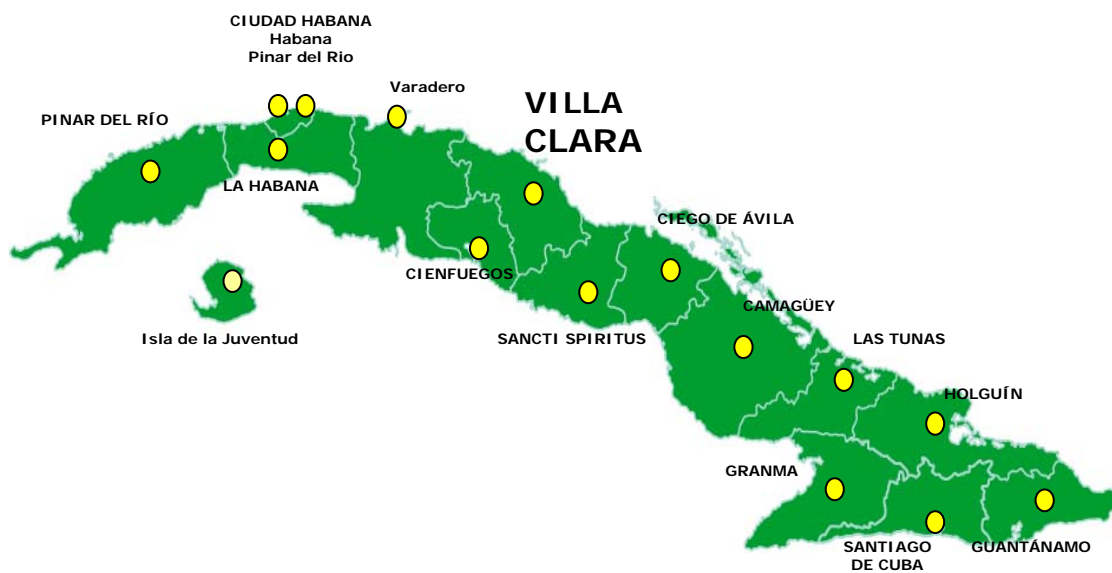 CIUDAD HABANA
Habana
Pinar del Rio
Varadero
VILLA
CLARA
PINAR DEL RÍO
LA HABANA
CIEGO DE ÁVILA
CIENFUEGOS
CAMAGÜEY
Isla de la Juventud
SANCTI SPIRITUS
LAS TUNAS
HOLGUÍN
GRANMA
SANTIAGO
DE CUBA
GUANTÁNAMO